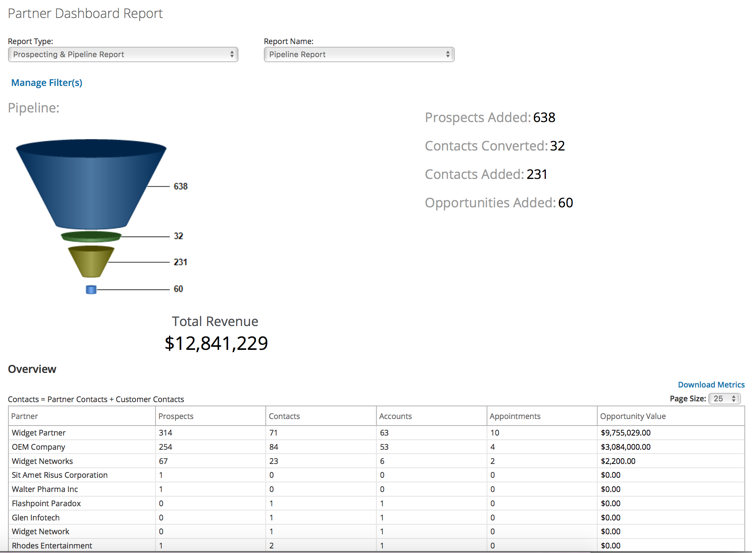 Partner Dashboard Report
Report Type: Report Name:
Prospecting & Pipeline Report Pipeline Report
Manage Filter(s)
Pipeline:
Prospects Added: 638
Contacts Converted: 32
Contacts Added: 231
Opportunities Added: 60
638
32
231
60
Total Revenue
$12,841,229
Overview
Download Metrics
Contacts = Partner Contacts + Customer Contacts Page Size: 25
Partner Prospects Contacts Accounts Appointments Opportunity Value
Widget Partner 314 71 63 10 $9,755,029.00
OEM Company 254 84 53 4 $3,084,000.00
Widget Networks 67 23 6 2 $2,200.00
Sit Amet Risus Corporation 1 0 0 0 $0.00
Walter Pharma Inc 1 0 0 0 $0.00
Flashpoint Paradox 0 1 1 0 $0.00
Glen Infotech 0 1 1 0 $0.00
Widget Network 0 1 1 0 $0.00
Rhodes Entertainment 1 2 1 0 $0.00